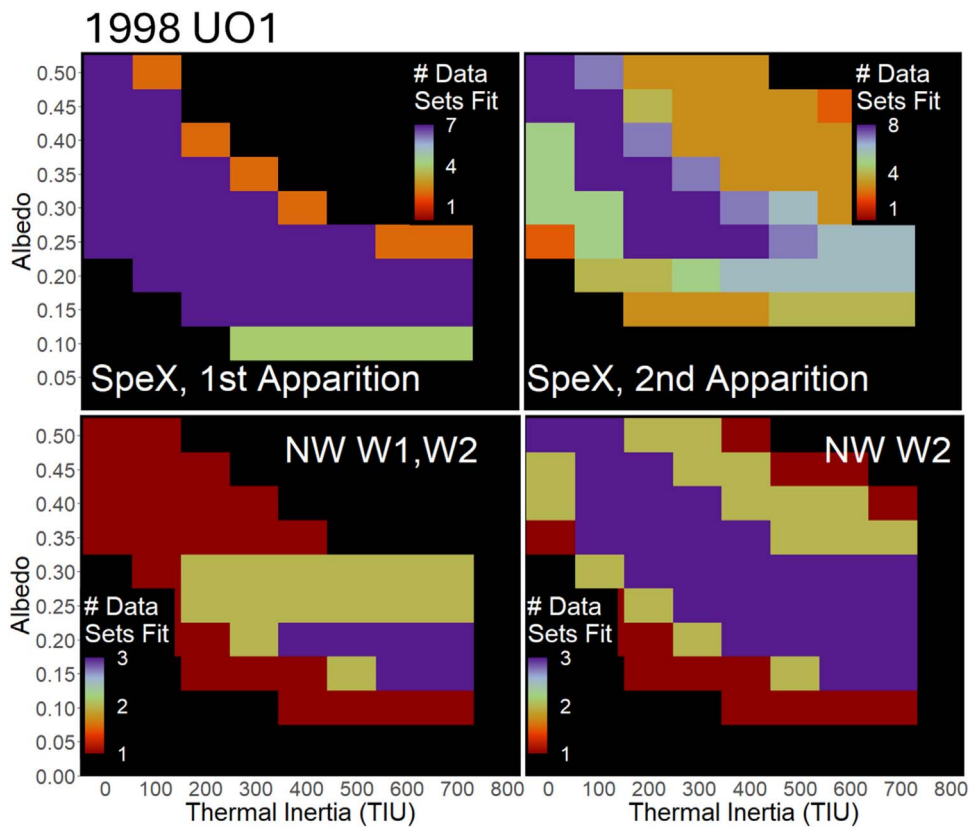 1998 UO1
0.50
0.45
0.40
0.35
0.30
0.25
0.20
0.15
0.10
0.05
Albedo
# Data
Sets Fit
7
4
1
SpeX, 1st Apparition
# Data
Sets Fit
8
4
1
SpeX, 2nd Apparition
0.50
0.45
0.40
0.35
0.30
0.25
0.20
0.15
0.10
0.05
0.00
Albedo
NW W1,W2
# Data
Sets Fit
3
2
1
0 100 200 300 400 500 600 700 800
Thermal Inertia (TIU)
NW W2
# Data
Sets Fit
3
2
1
0 100 200 300 400 500 600 700 800
Thermal Inertia (TIU)